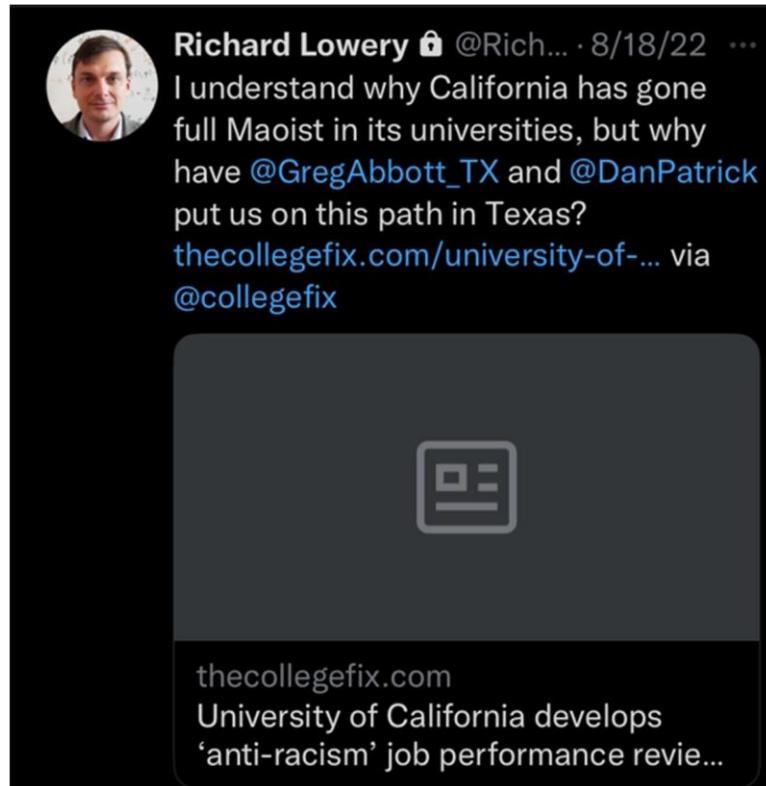 Richard Lowery @Rich... · 8/18/22 ...
I understand why California has gone
full Maoist in its universities, but why
have @GregAbbott_TX and @DanPatrick
put us on this path in Texas?
thecollegefix.com/university-of-... via
@collegefix
thecollegefix.com
University of California develops
‘anti-racism’ job performance revie...